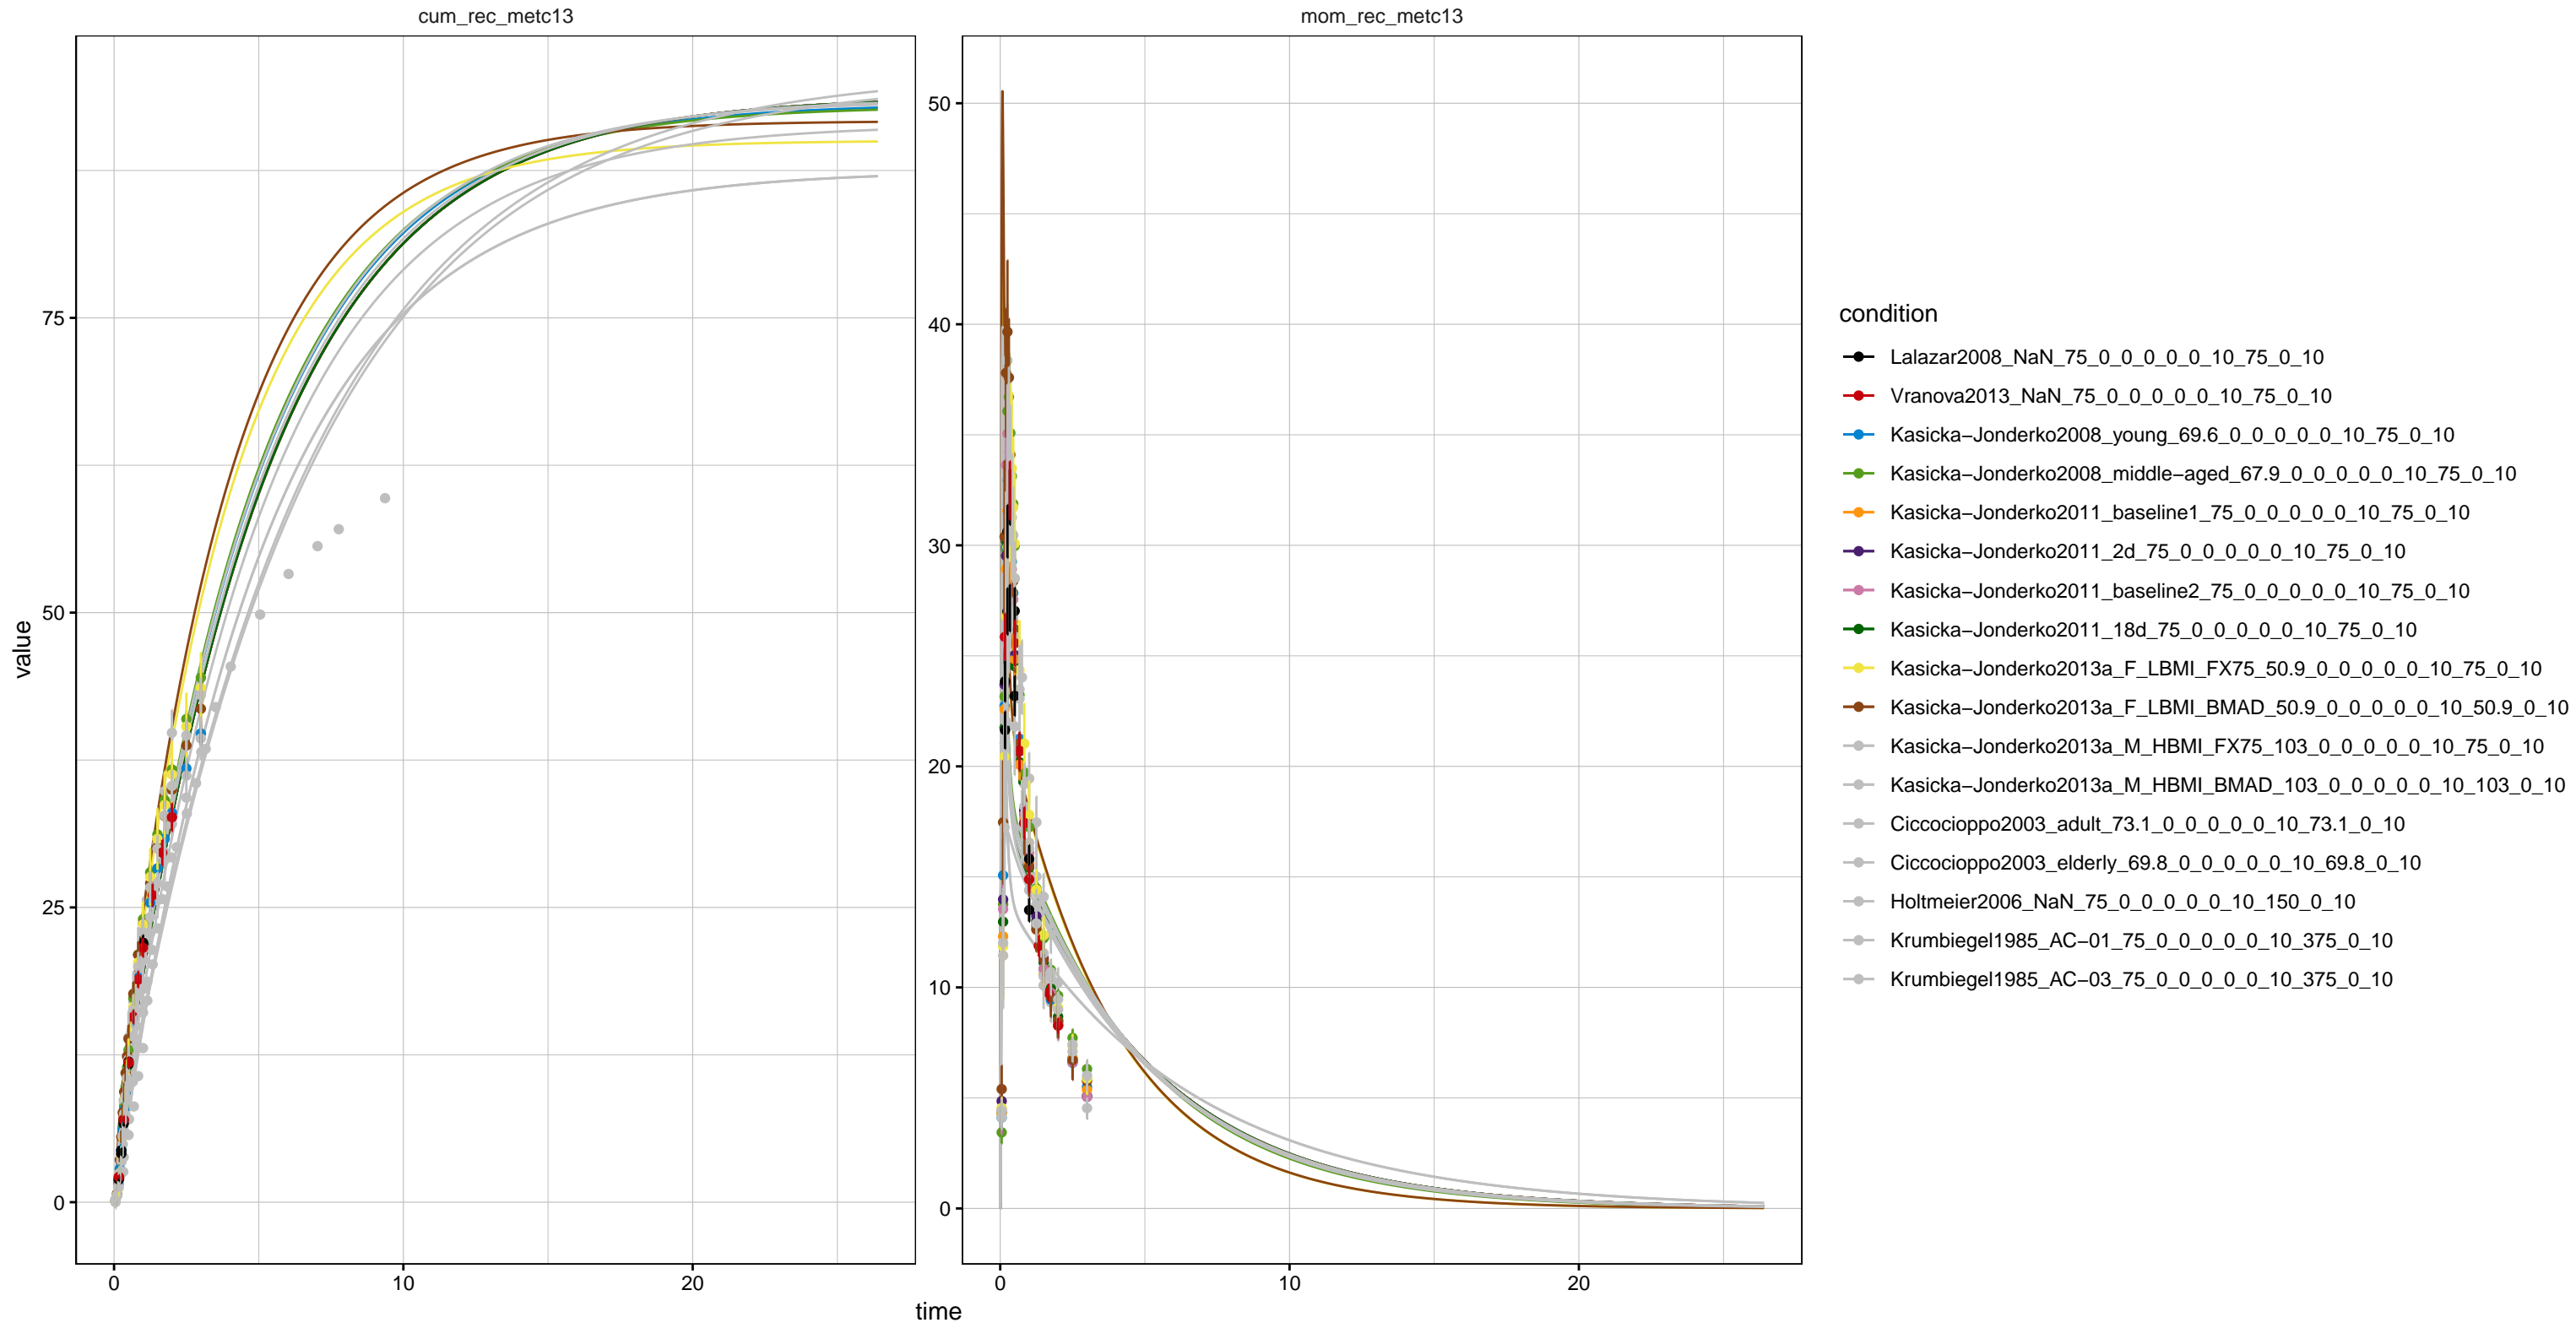 cum_rec_metc13
mom_rec_metc13
value
75
50
25
0
0
10
20
50
40
30
20
10
0
0
10
20
time
condition
Lalazar2008_NaN_75_0_0_0_0_0_10_75_0_10
Vranova2013_NaN_75_0_0_0_0_0_10_75_0_10
Kasicka−Jonderko2008_young_69.6_0_0_0_0_0_10_75_0_10
Kasicka−Jonderko2008_middle−aged_67.9_0_0_0_0_0_10_75_0_10
Kasicka−Jonderko2011_baseline1_75_0_0_0_0_0_10_75_0_10
Kasicka−Jonderko2011_2d_75_0_0_0_0_0_10_75_0_10
Kasicka−Jonderko2011_baseline2_75_0_0_0_0_0_10_75_0_10
Kasicka−Jonderko2011_18d_75_0_0_0_0_0_10_75_0_10
Kasicka−Jonderko2013a_F_LBMI_FX75_50.9_0_0_0_0_0_10_75_0_10
Kasicka−Jonderko2013a_F_LBMI_BMAD_50.9_0_0_0_0_0_10_50.9_0_10
Kasicka−Jonderko2013a_M_HBMI_FX75_103_0_0_0_0_0_10_75_0_10
Kasicka−Jonderko2013a_M_HBMI_BMAD_103_0_0_0_0_0_10_103_0_10
Ciccocioppo2003_adult_73.1_0_0_0_0_0_10_73.1_0_10
Ciccocioppo2003_elderly_69.8_0_0_0_0_0_10_69.8_0_10
Holtmeier2006_NaN_75_0_0_0_0_0_10_150_0_10
Krumbiegel1985_AC−01_75_0_0_0_0_0_10_375_0_10
Krumbiegel1985_AC−03_75_0_0_0_0_0_10_375_0_10